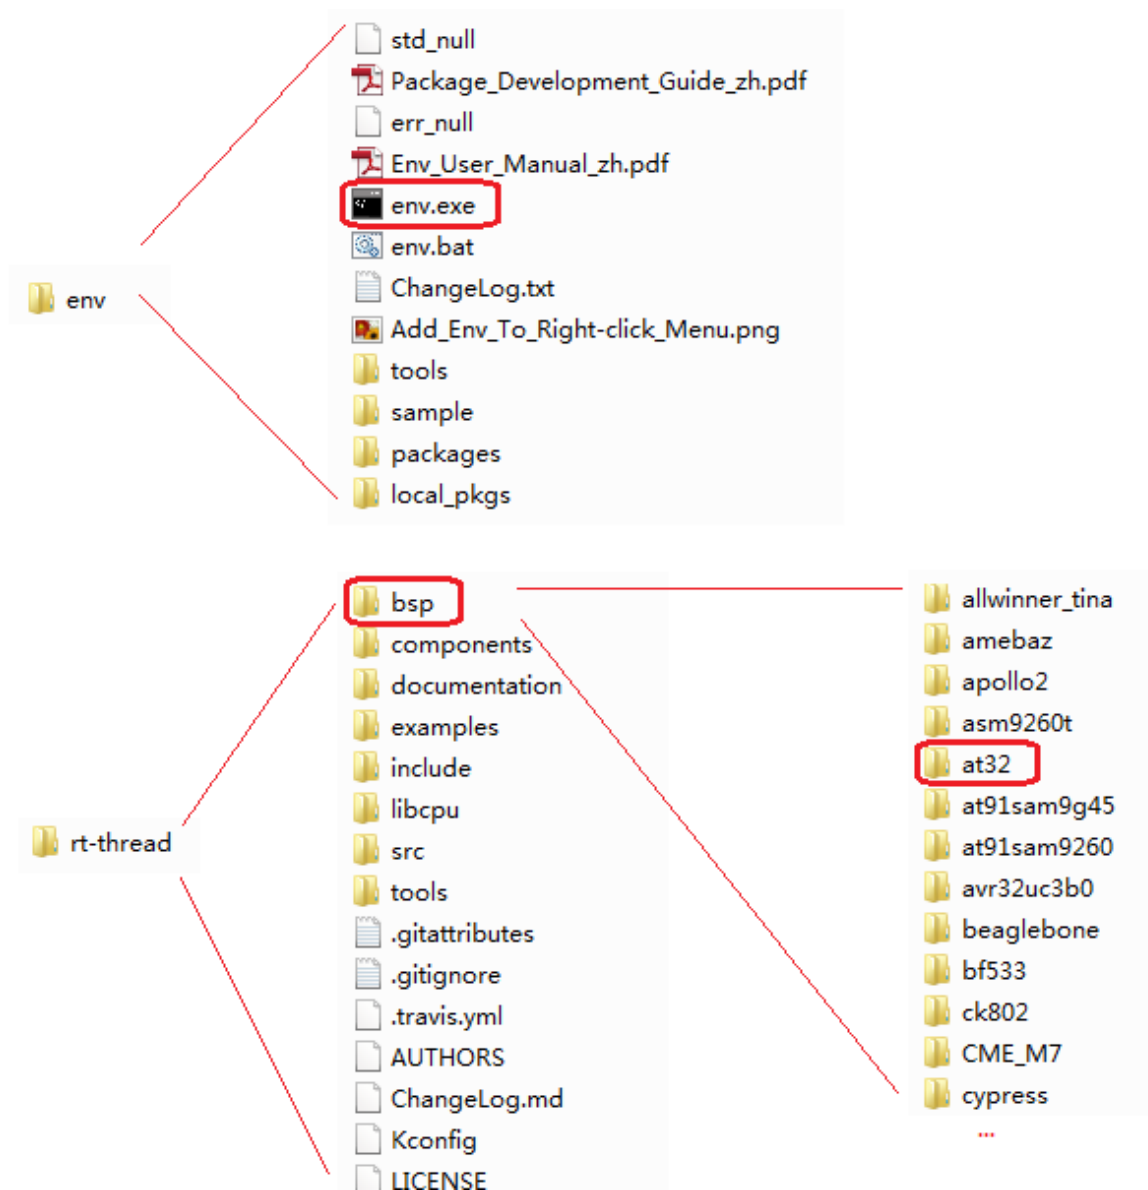 env
std_null
Package_Development_Guide_zh.pdf
err_null
Env_User_Manual_zh.pdf
env.exe
env.bat
ChangeLog.txt
Add_Env_To_Right-click_Menu.png
tools
sample
packages
local_pkgs
rt-thread
bsp
components
documentation
examples
include
libcpu
src
tools
.gitattributes
.gitignore
.travis.yml
AUTHORS
ChangeLog.md
Kconfig
LICENSE
allwinner_tina
amebaz
apollo2
asm9260t
at32
at91sam9g45
at91sam9260
avr32uc3b0
beaglebone
bf533
ck802
CME_M7
cypress
...